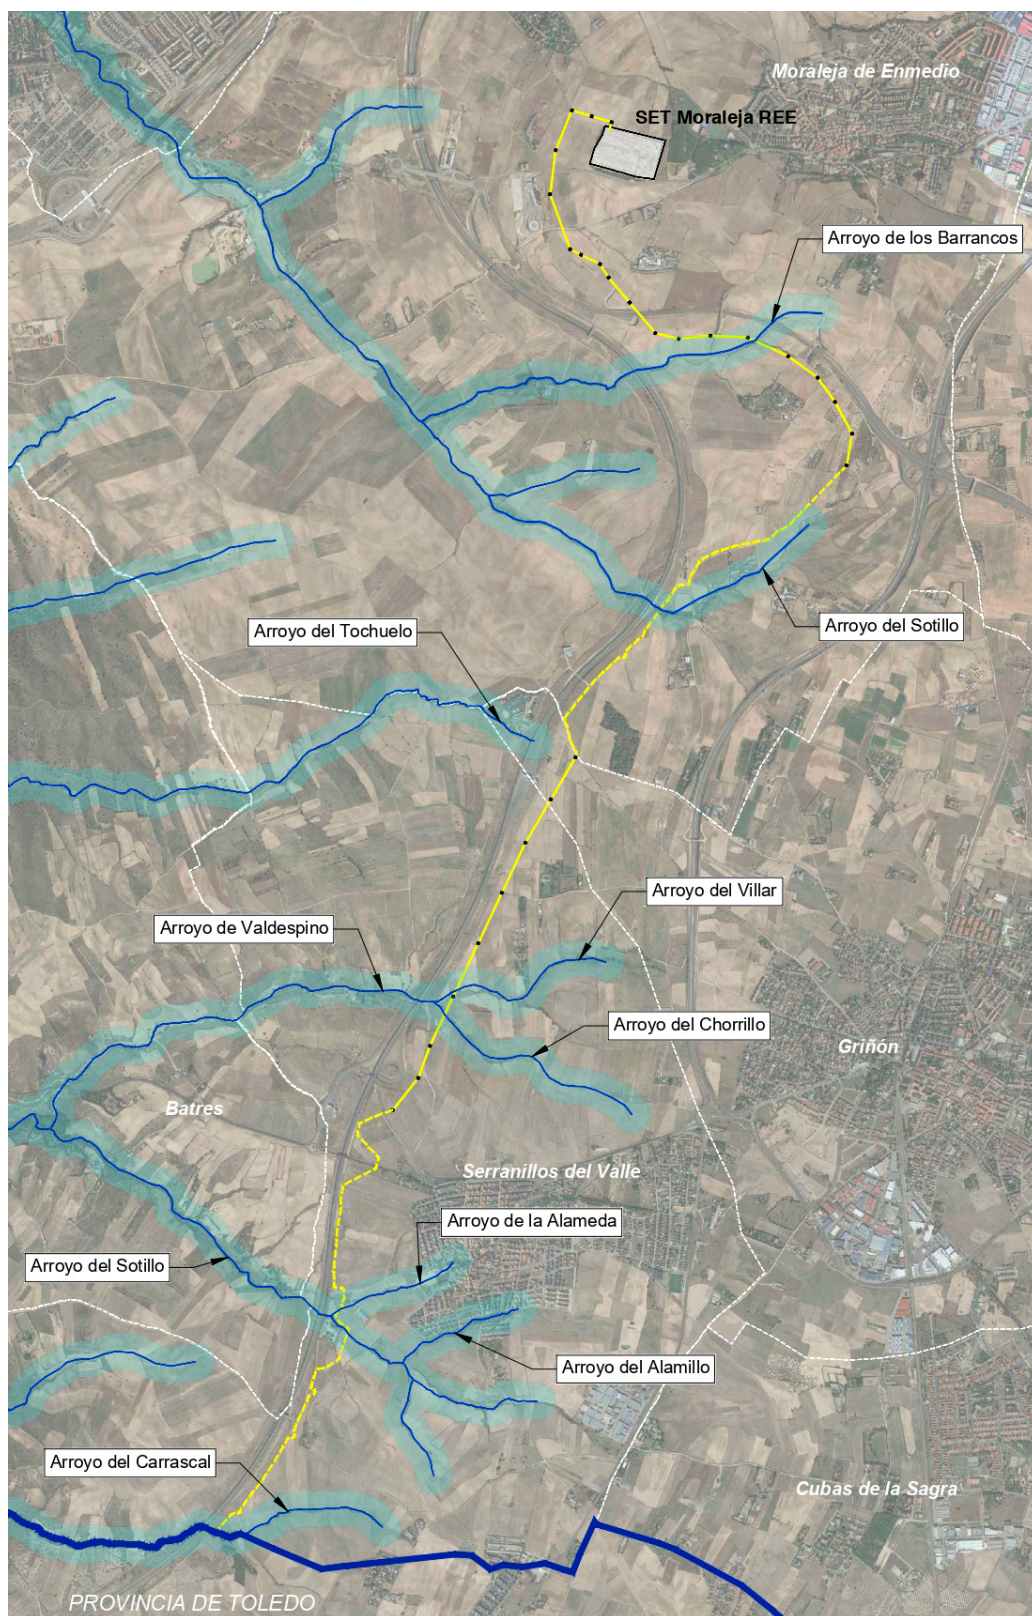 Moraleja de Enmedio
SET Moraleja REE
Arroyo de los Barrancos
Arroyo del Sotillo
Arroyo del Tochuelo
Arroyo del Villar
Arroyo de Valdespino
Arroyo del Chorrillo
Griñón
Batres
Serranillos del Valle
Arroyo de la Alameda
Arroyo del Sotillo
Arroyo del Alamillo
Arroyo del Carrascal
Cubas de la Sagra
PROVINCIA DE TOLEDO